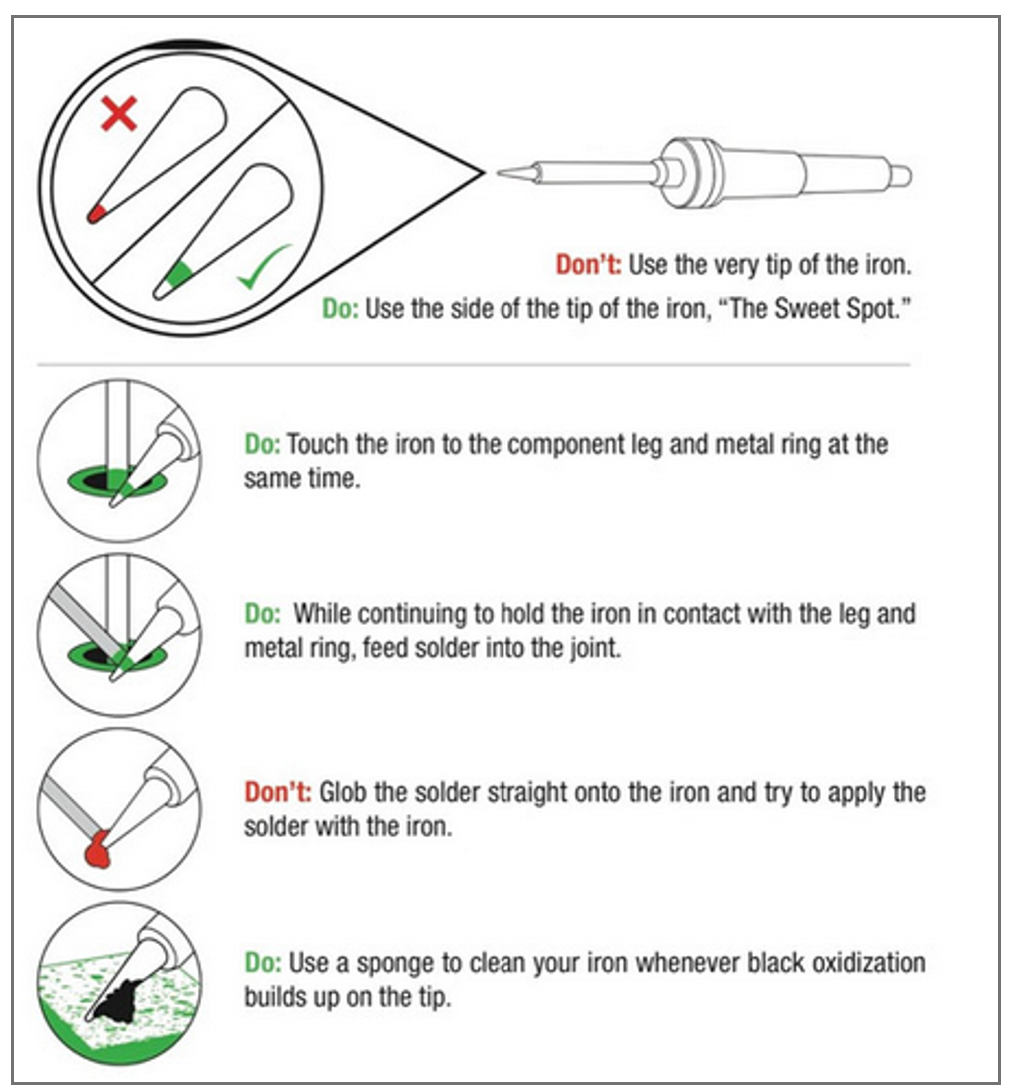 Don't: Use the very tip of the iron.
Do: Use the side of the tip of the iron, “The Sweet Spot.”
Do: Touch the iron to the component leg and metal ring at the
same time.
Do: While continuing to hold the iron in contact with the leg and
metal ring, feed solder into the joint.
Don't: Glob the solder straight onto the iron and try to apply the
solder with the iron.
Do: Use a sponge to clean your iron whenever black oxidization
builds up on the tip.